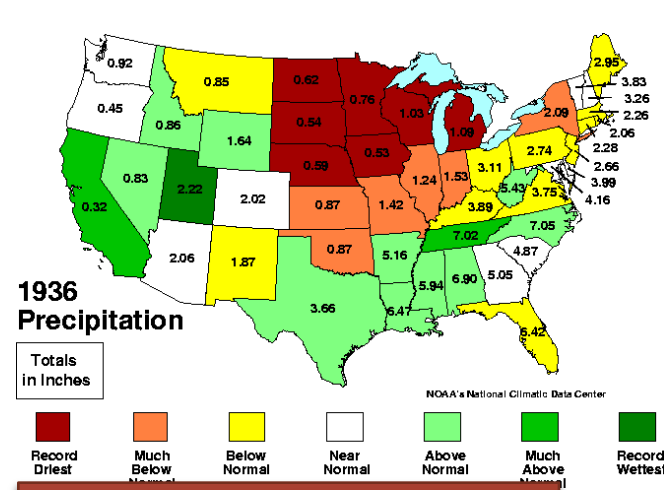 0.92
0.85
0.62
0.76
2.95
3.83
3.26
2.26
2.06
2.28
2.66
3.99
4.16
0.45
0.86
1.64
0.54
1.03
1.09
2.09
0.83
2.22
2.02
0.59
0.53
1.24
1.53
3.11
2.74
5.43
3.75
0.32
0.87
1.42
3.89
2.06
1.87
0.87
5.16
7.02
7.05
4.87
3.66
6.47
5.94
6.90
5.05
6.42
1936
Precipitation
Totals
in Inches
NOAA's National Climatic Data Center
Record
Driest
Much
Below
Normal
Below
Normal
Near
Normal
Above
Normal
Much
Above
Normal
Record
Wettest